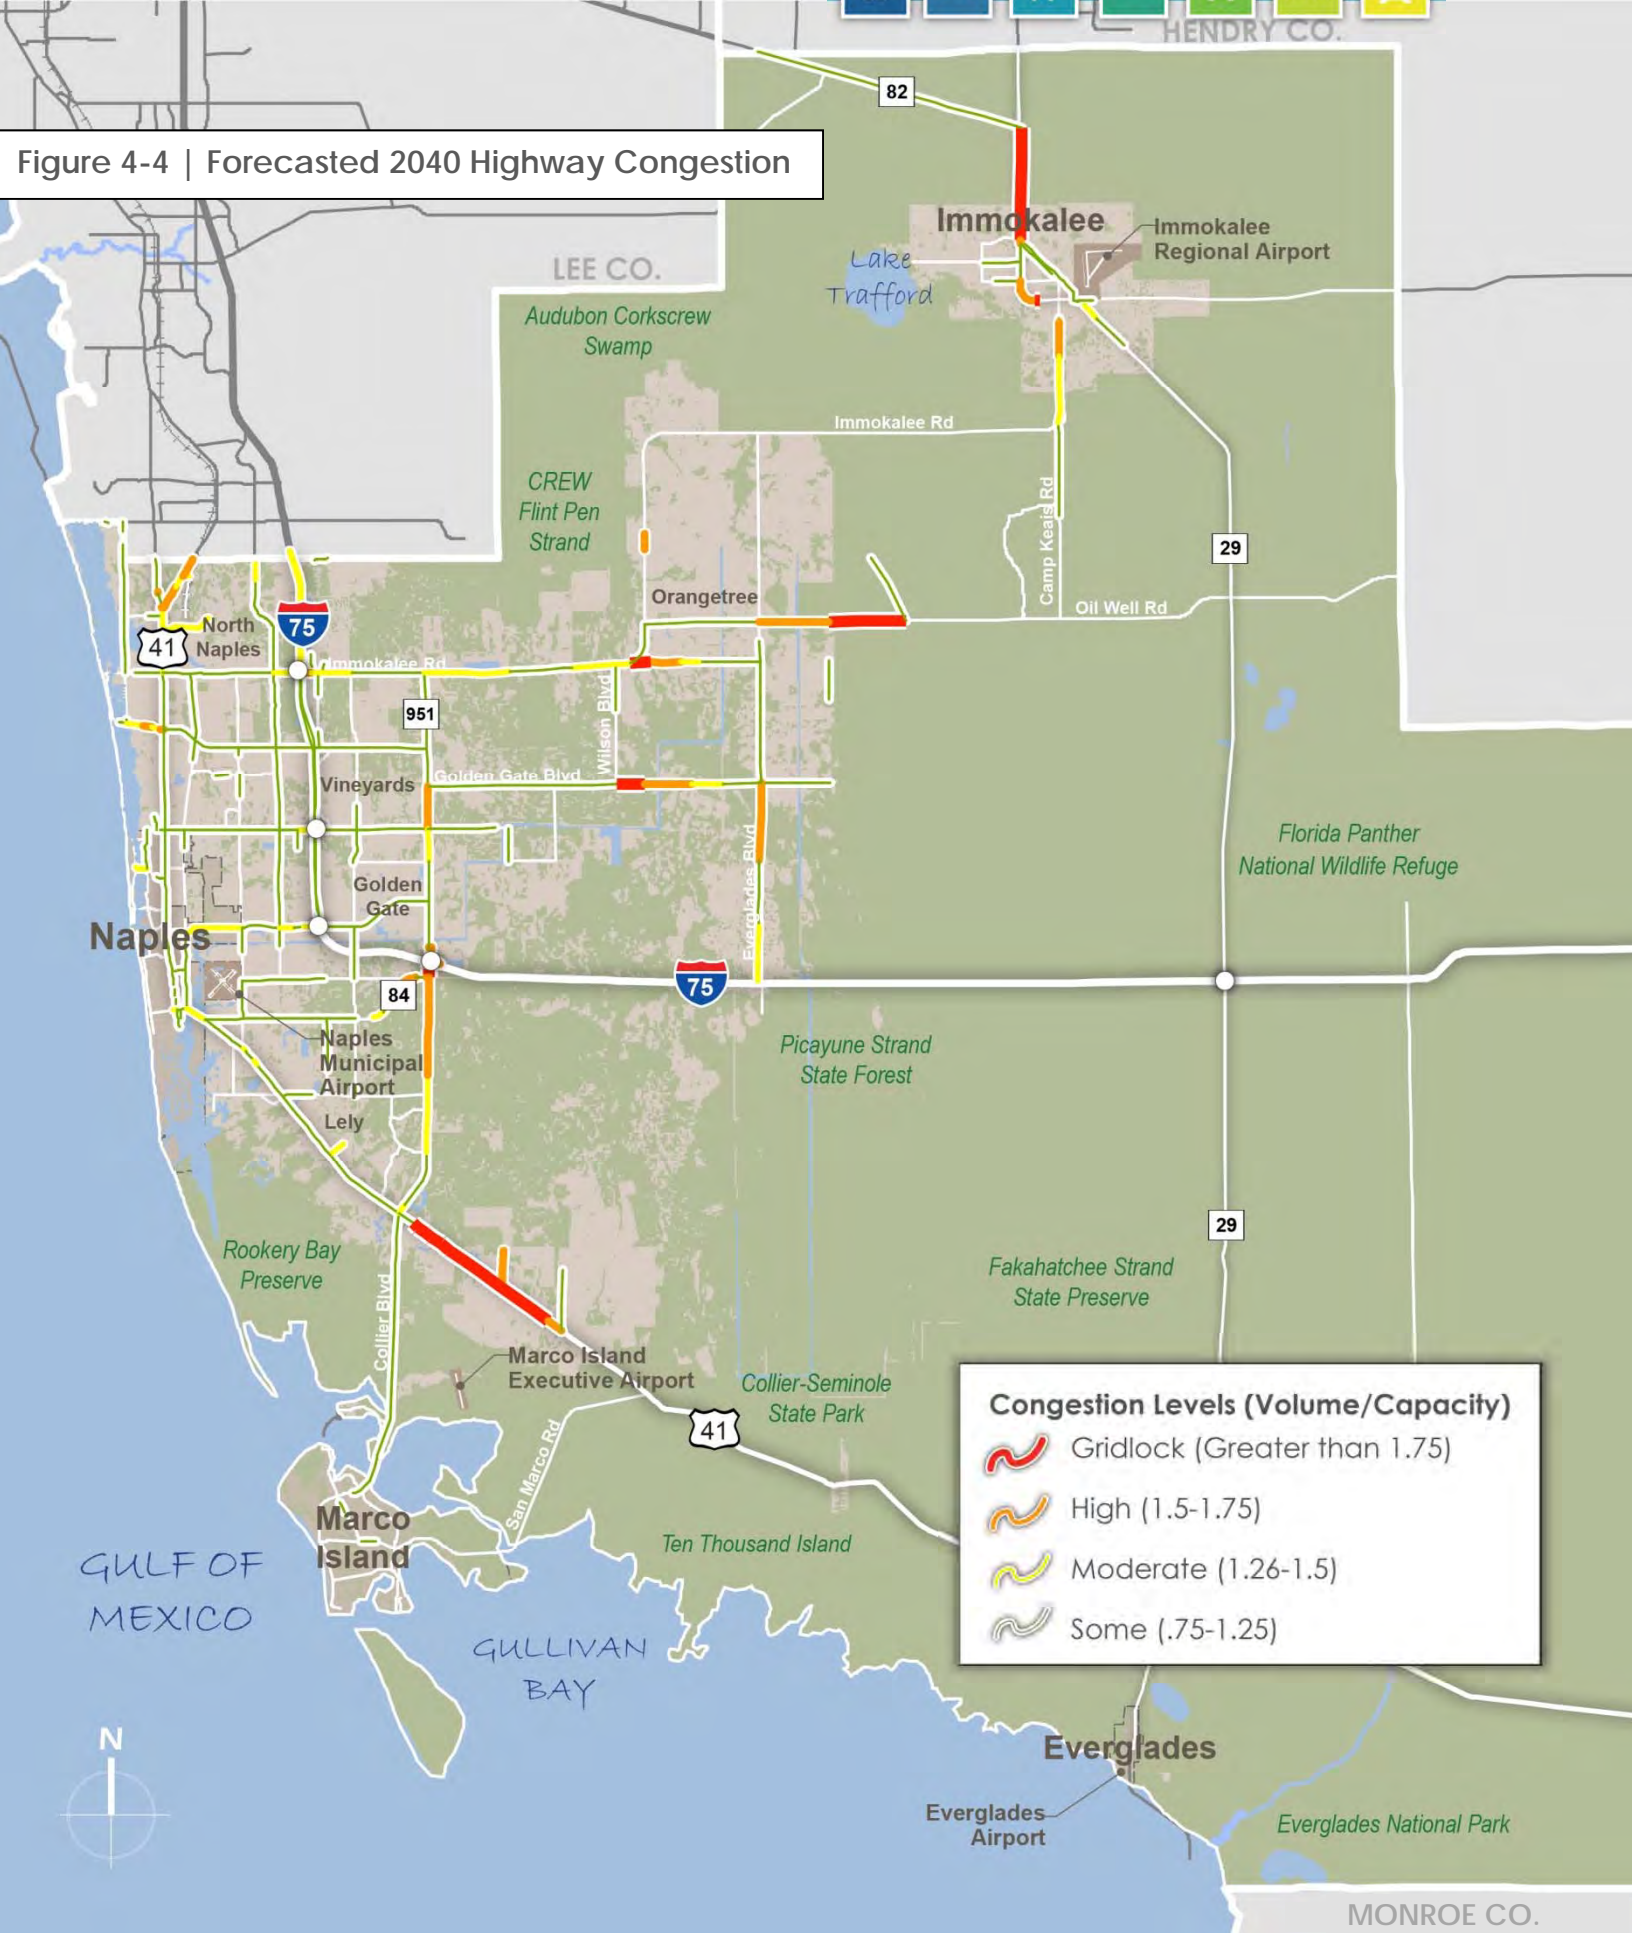 HENDRY CO.
82
Figure 4-4 | Forecasted 2040 Highway Congestion
Immokalee
Immokalee
Regional Airport
LEE CO.
Lake
Trafford
Audubon Corkscrew
Swamp
Immokalee Rd
CREW
Flint Pen
Strand
Camp Keais Rd
29
Orangetree
Oil Well Rd
North
Naples
41
75
Immokalee Rd
951
Wilson Blvd
Vineyards
Golden Gate Blvd
Everglades Blvd
Florida Panther
National Wildlife Refuge
Golden
Gate
Naples
75
84
Naples
Municipal
Airport
Picayune Strand
State Forest
Lely
29
Rookery Bay
Preserve
Collier Blvd
Fakahatchee Strand
State Preserve
Marco Island
Executive Airport
Collier-Seminole
State Park
41
San Marco Rd
Congestion Levels (Volume/Capacity)
Gridlock (Greater than 1.75)
High (1.5-1.75)
Moderate (1.26-1.5)
Some (.75-1.25)
Marco
Island
Ten Thousand Island
GULF OF
MEXICO
GULLIVAN
BAY
N
Everglades
Everglades
Airport
Everglades National Park
MONROE CO.